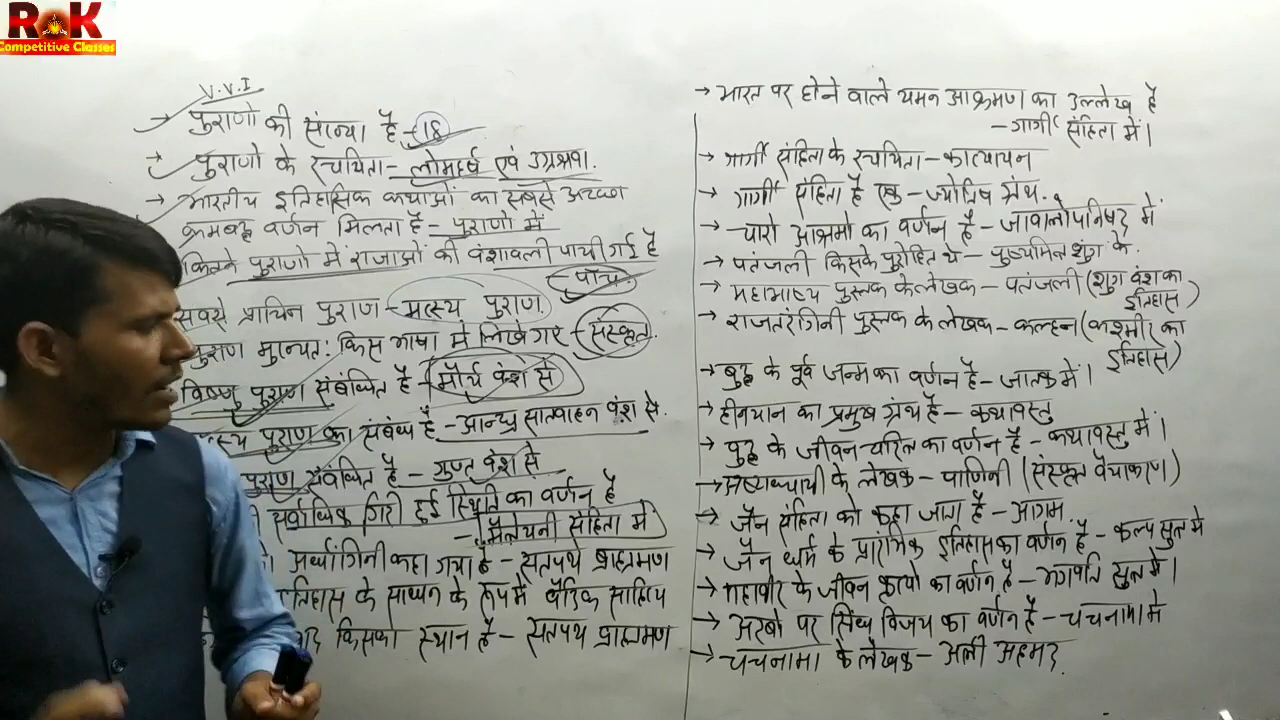 RK
Competitive Classes
V.V.I
→ पुराणो की संख्या है - 18
→ पुराणो के रचयिता - लोमहर्ष एवं उग्रश्रवा.
→ भारतीय इतिहासिक कथाओं का सबसे अच्छा
क्रमबद्ध वर्णन मिलता है - पुराणो में
कितने पुराणो में राजाओं की वंशावली पायी गई है
पाँच
सबसे प्राचिन पुराण - मत्स्य पुराण.
पुराण मुख्यत: किस भाषा में लिखे गए - संस्कृत.
विष्णु पुराण संबंधित है - मौर्य वंश से
पुराण का संबंध है - आन्ध्र सातवाहन वंश से.
पुराण संबंधित है - गुप्त वंश से
सर्वाधिक गिरी हुई स्थिति का वर्णन है
- मैत्रेयनी संहिता में
अर्धांगिनी कहा गया है - सतपथ ब्राह्मण
इतिहास के साधन के रूप में वैदिक साहित्य
किसका स्थान है - सतपथ ब्राह्मण
→ भारत पर होने वाले यमन आक्रमण का उल्लेख है
- गार्गी संहिता में।
→ गार्गी संहिता के रचयिता - कात्यायन
→ गार्गी संहिता है एक - ज्योतिष ग्रंथ.
→ चारो आश्रमो का वर्णन है - जावालोपनिषद में
→ पतंजली किसके पुरोहित थे - पुष्यमित्र शुंग के.
→ महाभाष्य पुस्तक के लेखक - पतंजली (शुग वंश का
इतिहास)
→ राजतरंगिनी पुस्तक के लेखक - कल्हन (कश्मीर का
इतिहास)
→ बुद्ध के पूर्व जन्म का वर्णन है - जातक में।
→ हीनयान का प्रमुख ग्रंथ है - कथावस्तु
→ बुद्ध के जीवन-चरित का वर्णन है - कथावस्तु में।
→ अष्टाध्यायी के लेखक - पाणिनी (संस्कृत वैयाकरण)
→ जैन संहिता को कहा जाता है - आगम.
→ जैन धर्म के प्रारंभिक इतिहास का वर्णन है - कल्प सुत्त में
→ महावीर के जीवन कृत्यो का वर्णन है - भगवति सुत्त में।
→ अरबो पर सिंध विजय का वर्णन है - चचनामा में
→ चचनामा के लेखक - अली अहमद.